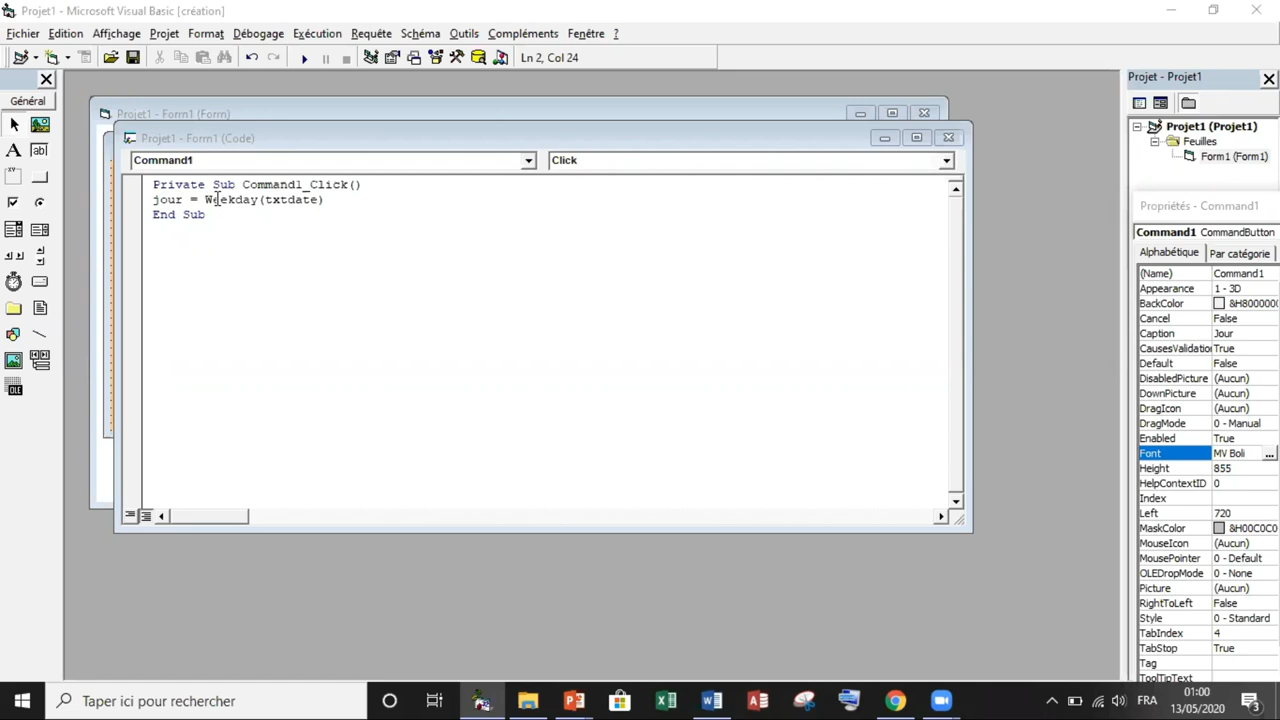 Projet1 - Microsoft Visual Basic [création]
Fichier Edition Affichage Projet Format Débogage Exécution Requête Schéma Outils Compléments Fenêtre ?
Ln 2, Col 24
Général
Projet1 - Form1 (Form)
Projet1 - Form1 (Code)
Command1 Click
Private Sub Command1_Click()
jour = Weekday(txtdate)
End Sub
Projet - Projet1
Projet1 (Projet1)
Feuilles
Form1 (Form1)
Propriétés - Command1
Command1 CommandButton
Alphabétique Par catégorie
(Name) Command1
Appearance 1 - 3D
BackColor &H8000000
Cancel False
Caption Jour
CausesValidatio True
Default False
DisabledPicture (Aucun)
DownPicture (Aucun)
DragIcon (Aucun)
DragMode 0 - Manual
Enabled True
Font MV Boli ...
Height 855
HelpContextID 0
Index
Left 720
MaskColor &H00C0C0
MouseIcon (Aucun)
MousePointer 0 - Default
OLEDropMode 0 - None
Picture (Aucun)
RightToLeft False
Style 0 - Standard
TabIndex 4
TabStop True
Tag
ToolTipText
Taper ici pour rechercher
FRA
01:00
13/05/2020
3